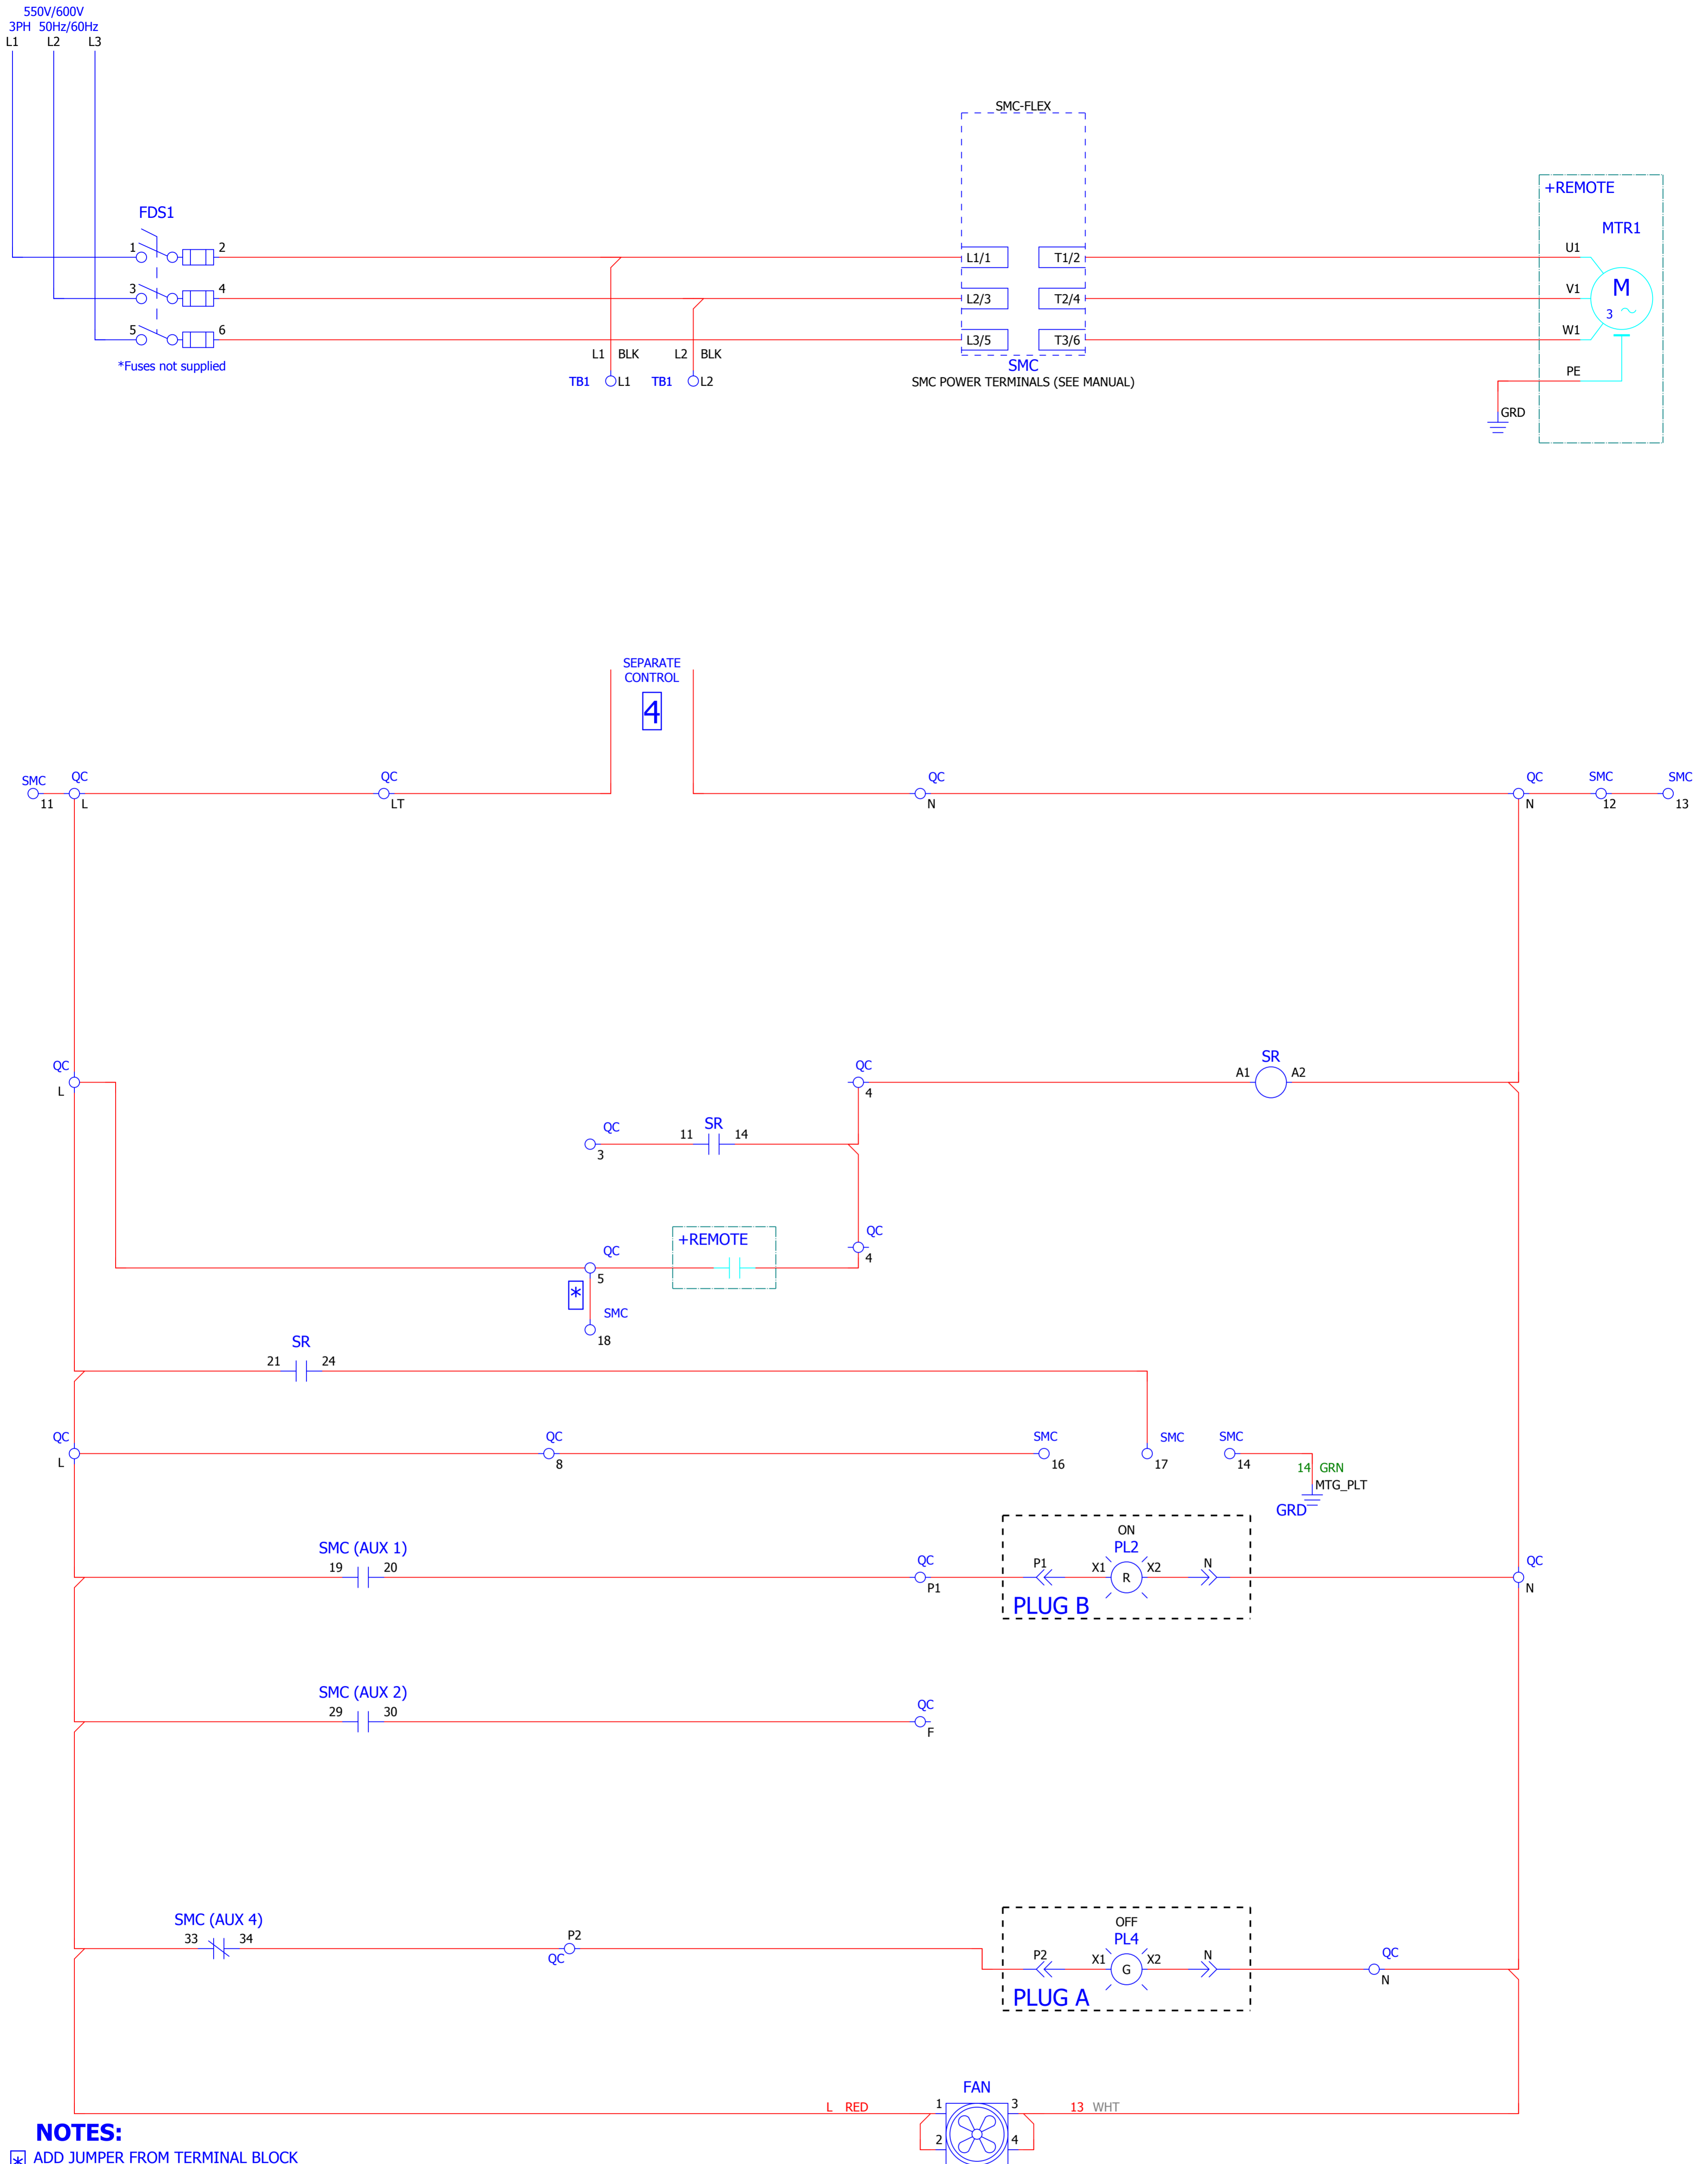 550V/600V
3PH 50Hz/60Hz
L1 L2 L3
SMC-FLEX
+REMOTE
FDS1
MTR1
1 2
L1/1 T1/2
U1
3 4
L2/3 T2/4
V1
M
3
5 6
L3/5 T3/6
W1
*Fuses not supplied
L1 BLK L2 BLK
SMC
TB1 L1 TB1 L2
SMC POWER TERMINALS (SEE MANUAL)
PE
GRD
SEPARATE
CONTROL
4
SMC QC QC QC QC SMC SMC
11 L LT N N 12 13
QC QC SR
L 4 A1 A2
QC SR
3 11 14
+REMOTE QC
QC 4
5
*
SMC
18
SR
21 24
QC QC SMC SMC SMC
L 8 16 17 14
14 GRN
MTG_PLT
GRD
SMC (AUX 1)
19 20
QC
P1
ON
PL2
P1 X1 R X2 N
PLUG B
QC
N
SMC (AUX 2)
29 30
QC
F
SMC (AUX 4)
33 34
P2
QC
OFF
PL4
P2 X1 G X2 N
PLUG A
QC
N
FAN
L RED 1 3 13 WHT
2 4
NOTES:
* ADD JUMPER FROM TERMINAL BLOCK